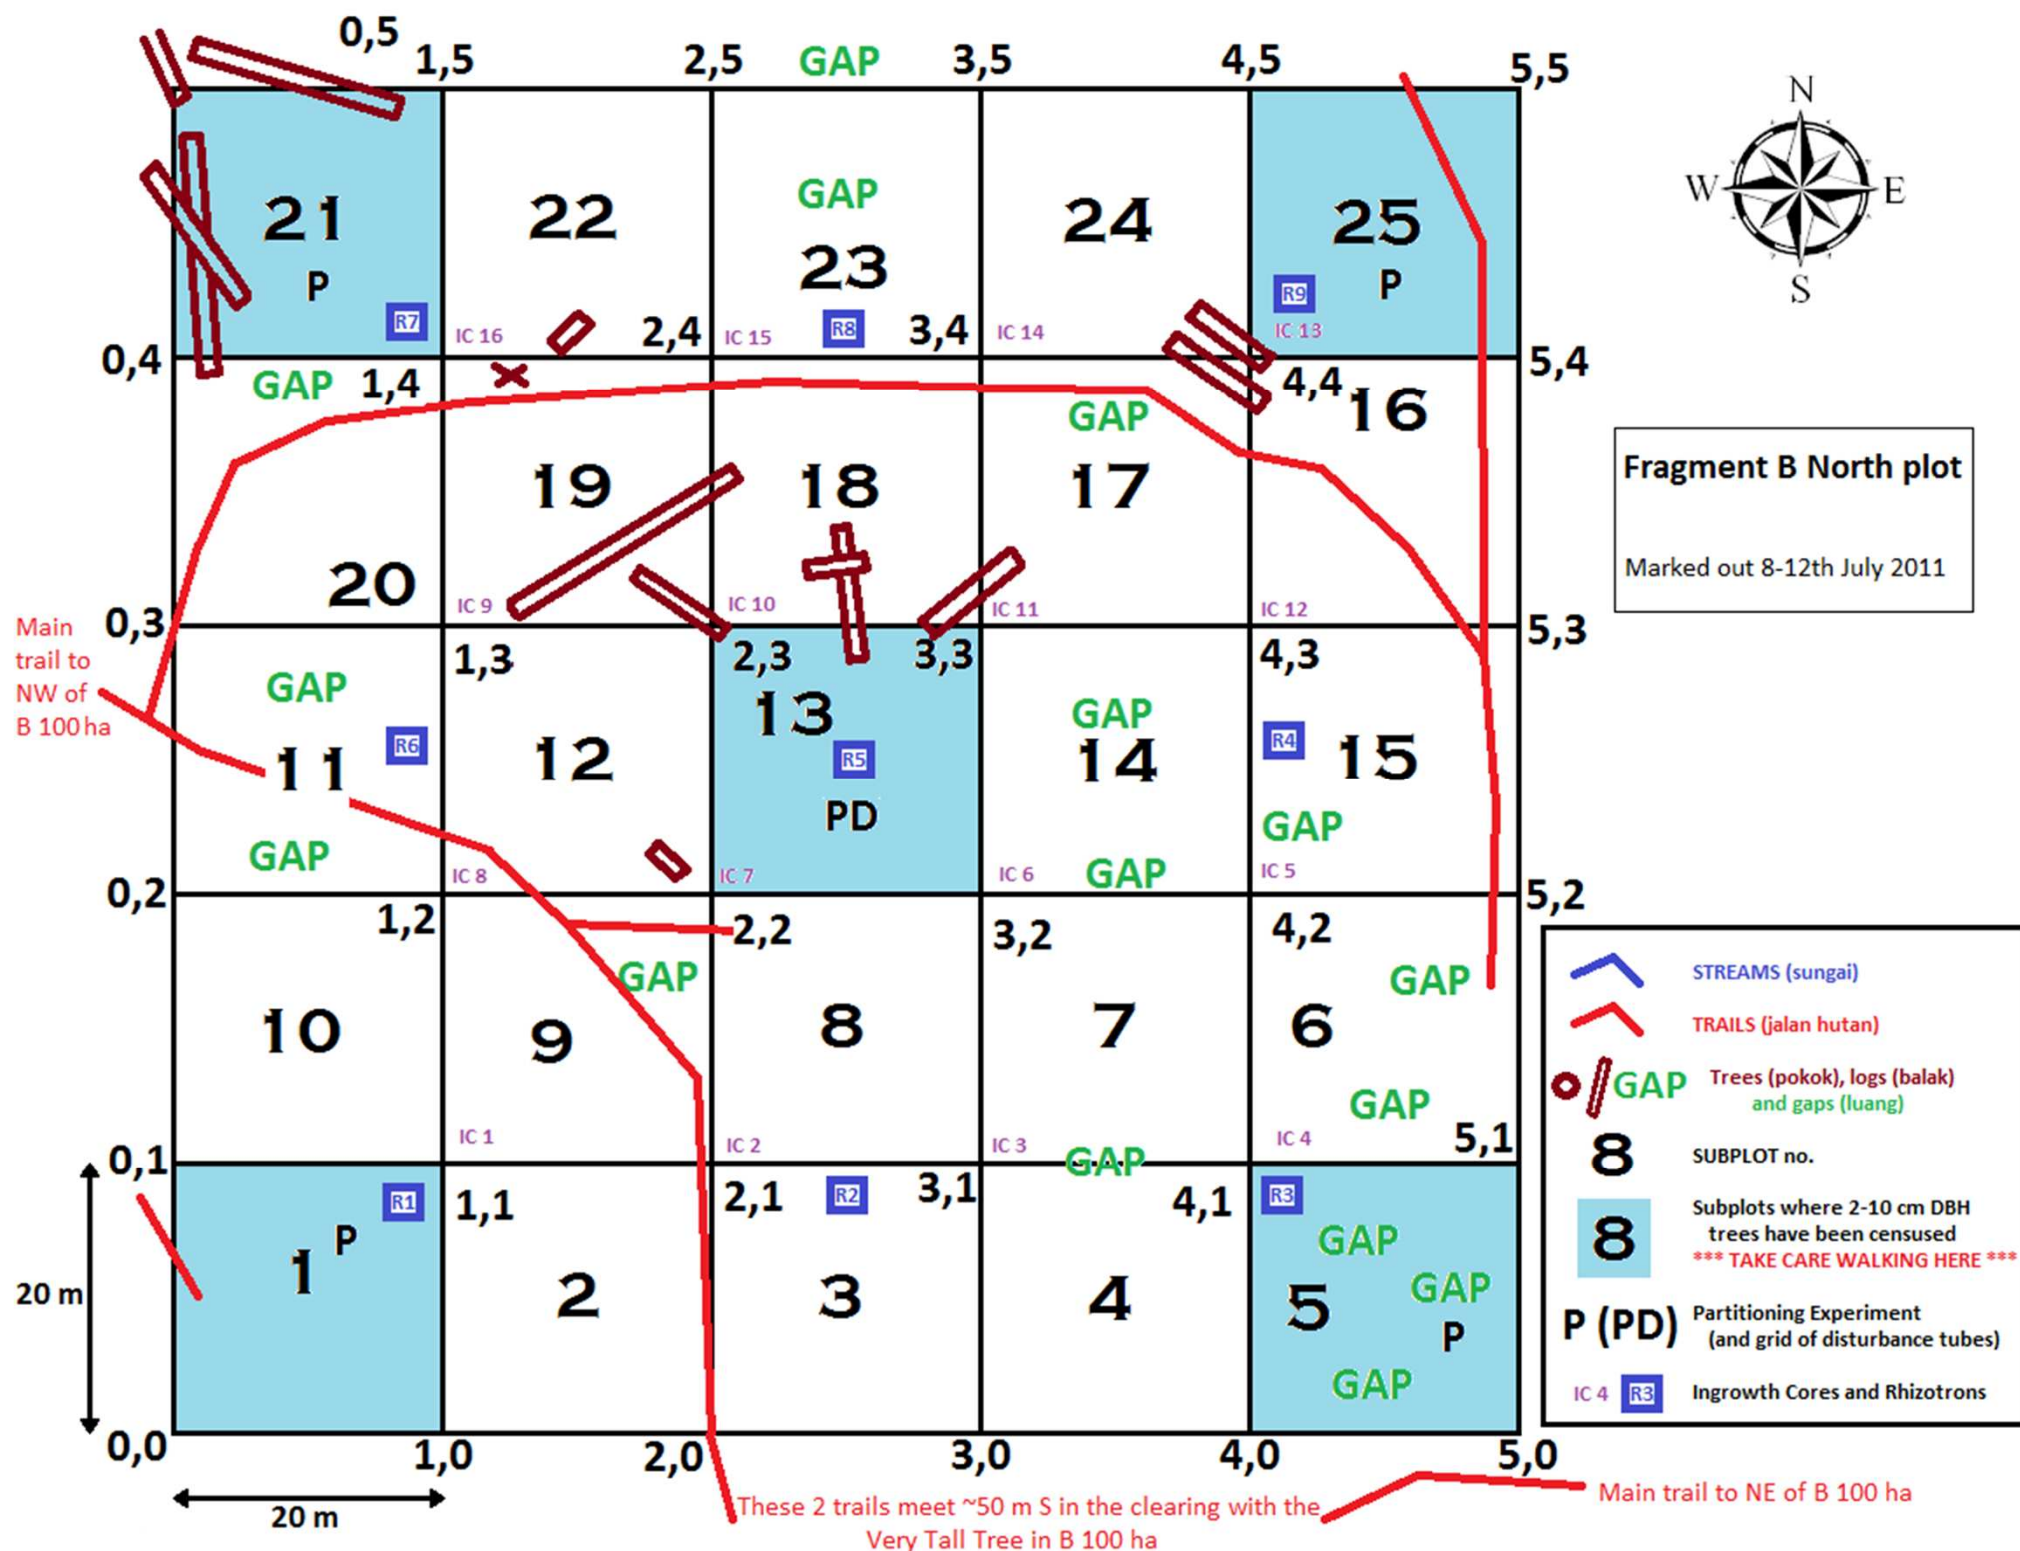 0,5
1,5
2,5
GAP
3,5
4,5
5,5
N
W
E
S
21
P
R7
22
IC 16
2,4
GAP
23
IC 15
R8
3,4
24
IC 14
25
P
R9
IC 13
0,4
5,4
GAP
1,4
20
19
IC 9
18
IC 10
GAP
17
IC 11
4,4
16
IC 12
Fragment B North plot
Marked out 8-12th July 2011
0,3
5,3
Main
trail to
NW of
B 100 ha
GAP
11
R6
GAP
1,3
12
IC 8
2,3
3,3
13
R5
PD
IC 7
GAP
14
IC 6
GAP
4,3
R4
15
GAP
IC 5
0,2
5,2
1,2
10
GAP
9
IC 1
2,2
8
IC 2
3,2
7
IC 3
4,2
GAP
6
GAP
IC 4
5,1
0,1
GAP
R1
P
1
1,1
2
2,1
R2
3,1
3
4,1
4
R3
GAP
GAP
5
P
GAP
20 m
0,0
1,0
2,0
3,0
4,0
5,0
20 m
These 2 trails meet ~50 m S in the clearing with the
Very Tall Tree in B 100 ha
Main trail to NE of B 100 ha
STREAMS (sungai)
TRAILS (jalan hutan)
GAP
Trees (pokok), logs (balak)
and gaps (luang)
8
SUBPLOT no.
8
Subplots where 2-10 cm DBH
trees have been censused
*** TAKE CARE WALKING HERE ***
P (PD)
Partitioning Experiment
(and grid of disturbance tubes)
IC 4
R3
Ingrowth Cores and Rhizotrons